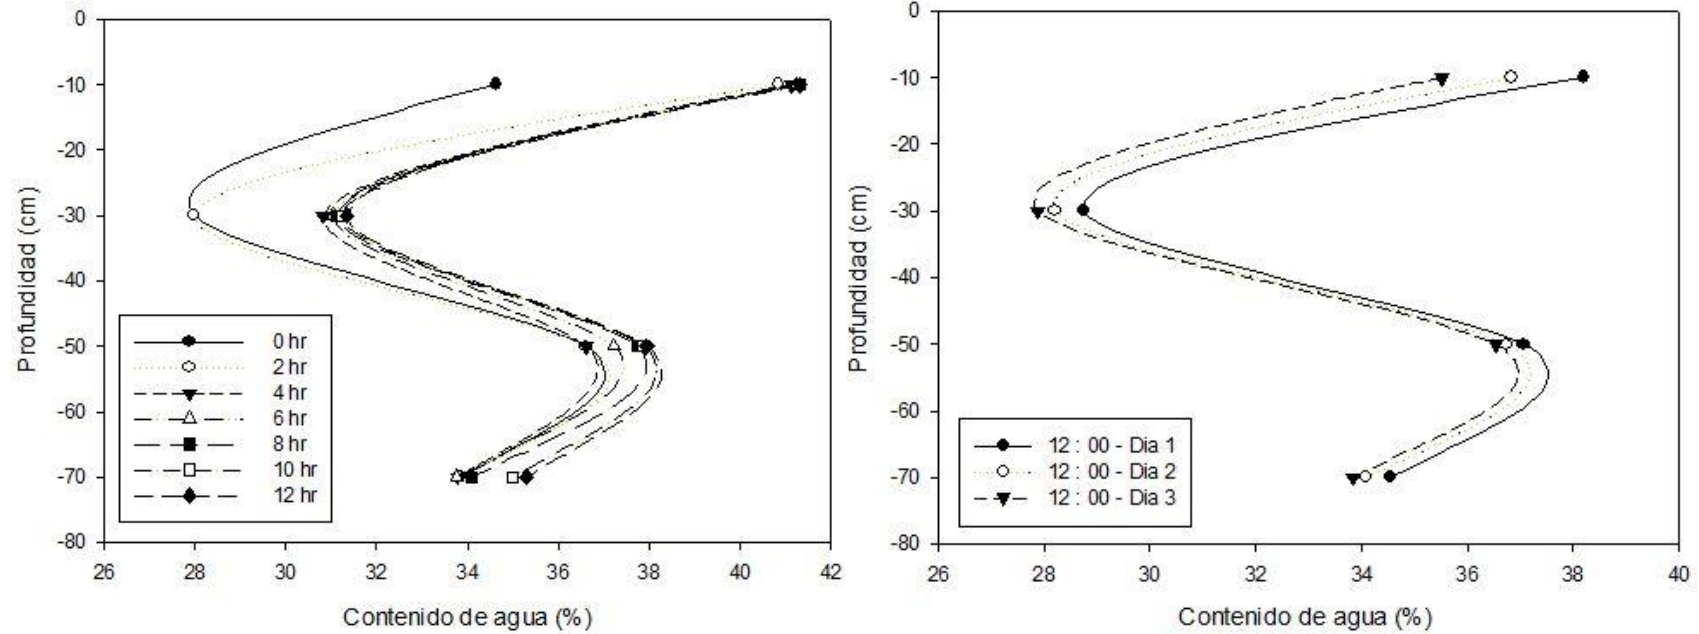 0
-10
-20
-30
-40
-50
-60
-70
-80
Profundidad (cm)
0 hr
2 hr
4 hr
6 hr
8 hr
10 hr
12 hr
26 28 30 32 34 36 38 40 42
Contenido de agua (%)
0
-10
-20
-30
-40
-50
-60
-70
-80
Profundidad (cm)
12 : 00 - Dia 1
12 : 00 - Dia 2
12 : 00 - Dia 3
26 28 30 32 34 36 38 40
Contenido de agua (%)